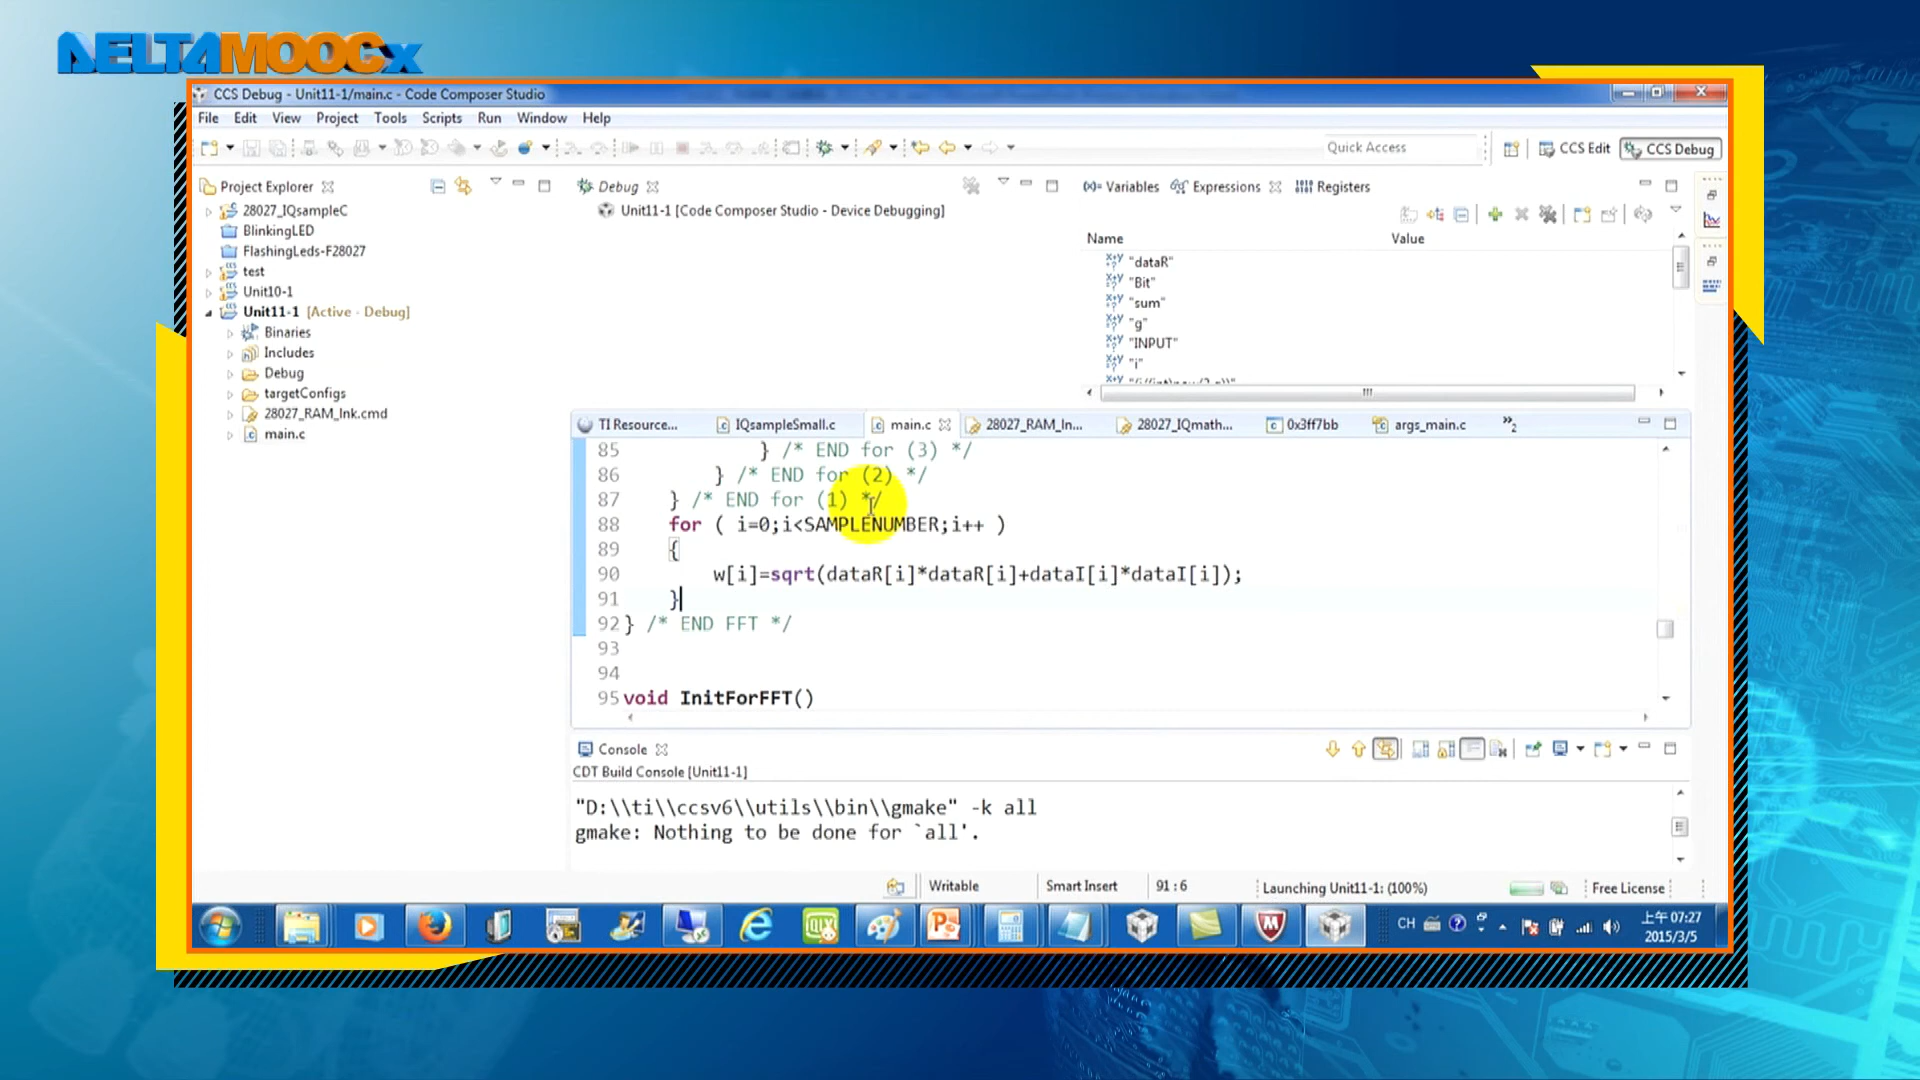 DELTAMOOCx
CCS Debug - Unit11-1/main.c - Code Composer Studio
File Edit View Project Tools Scripts Run Window Help
Quick Access
CCS Edit
CCS Debug
Project Explorer
28027_IQsampleC
BlinkingLED
FlashingLeds-F28027
test
Unit10-1
Unit11-1 [Active - Debug]
Binaries
Includes
Debug
targetConfigs
28027_RAM_lnk.cmd
main.c
Debug
Unit11-1 [Code Composer Studio - Device Debugging]
(x)= Variables Expressions Registers
Name Value
"dataR"
"Bit"
"sum"
"g"
"INPUT"
"i"
TI Resource... IQsampleSmall.c main.c 28027_RAM_ln... 28027_IQmath... 0x3ff7bb args_main.c »2
85 } /* END for (3) */
86 } /* END for (2) */
87 } /* END for (1) */
88 for ( i=0;i<SAMPLENUMBER;i++ )
89 {
90 w[i]=sqrt(dataR[i]*dataR[i]+dataI[i]*dataI[i]);
91 }
92 } /* END FFT */
93
94
95 void InitForFFT()
Console
CDT Build Console [Unit11-1]
"D:\\ti\\ccsv6\\utils\\bin\\gmake" -k all
gmake: Nothing to be done for `all'.
Writable Smart Insert 91 : 6 Launching Unit11-1: (100%) Free License
CH
上午 07:27
2015/3/5